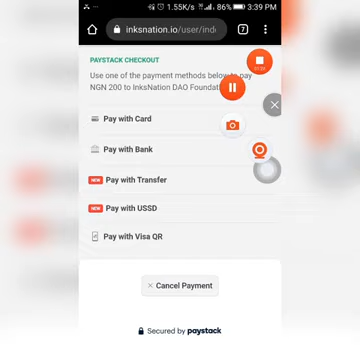 1.55K/s 86% 3:39 PM
inksnation.io/user/ind
7
PAYSTACK CHECKOUT
Use one of the payment methods below to pay
NGN 200 to InksNation DAO Foundat
Pay with Card
Pay with Bank
NEW Pay with Transfer
NEW Pay with USSD
Pay with Visa QR
× Cancel Payment
Secured by paystack